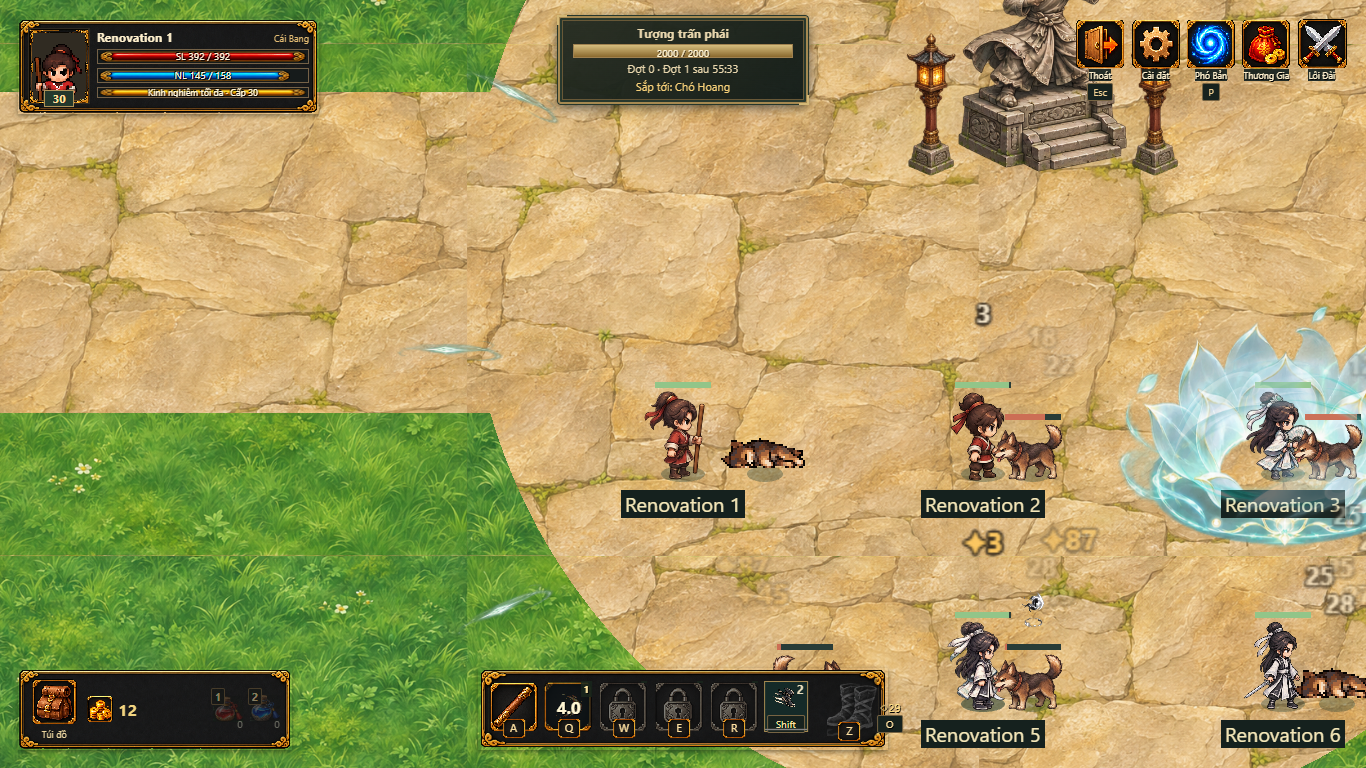 Renovation 1
Cái Bang
SL 392 / 392
NL 145 / 158
Kinh nghiệm tối đa - Cấp 30
30
Tượng trấn phái
2000 / 2000
Đợt 0 · Đợt 1 sau 55:33
Sắp tới: Chó Hoang
Thoát
Cài đặt
Phó Bản
Thương Gia
Lôi Đài
Esc
P
3
18
22
Renovation 1
Renovation 2
Renovation 3
3
87
28
25
28
Renovation 5
Renovation 6
Túi đồ
12
1
0
2
0
A
4.0
1
Q
W
E
R
2
Shift
Z
29
O